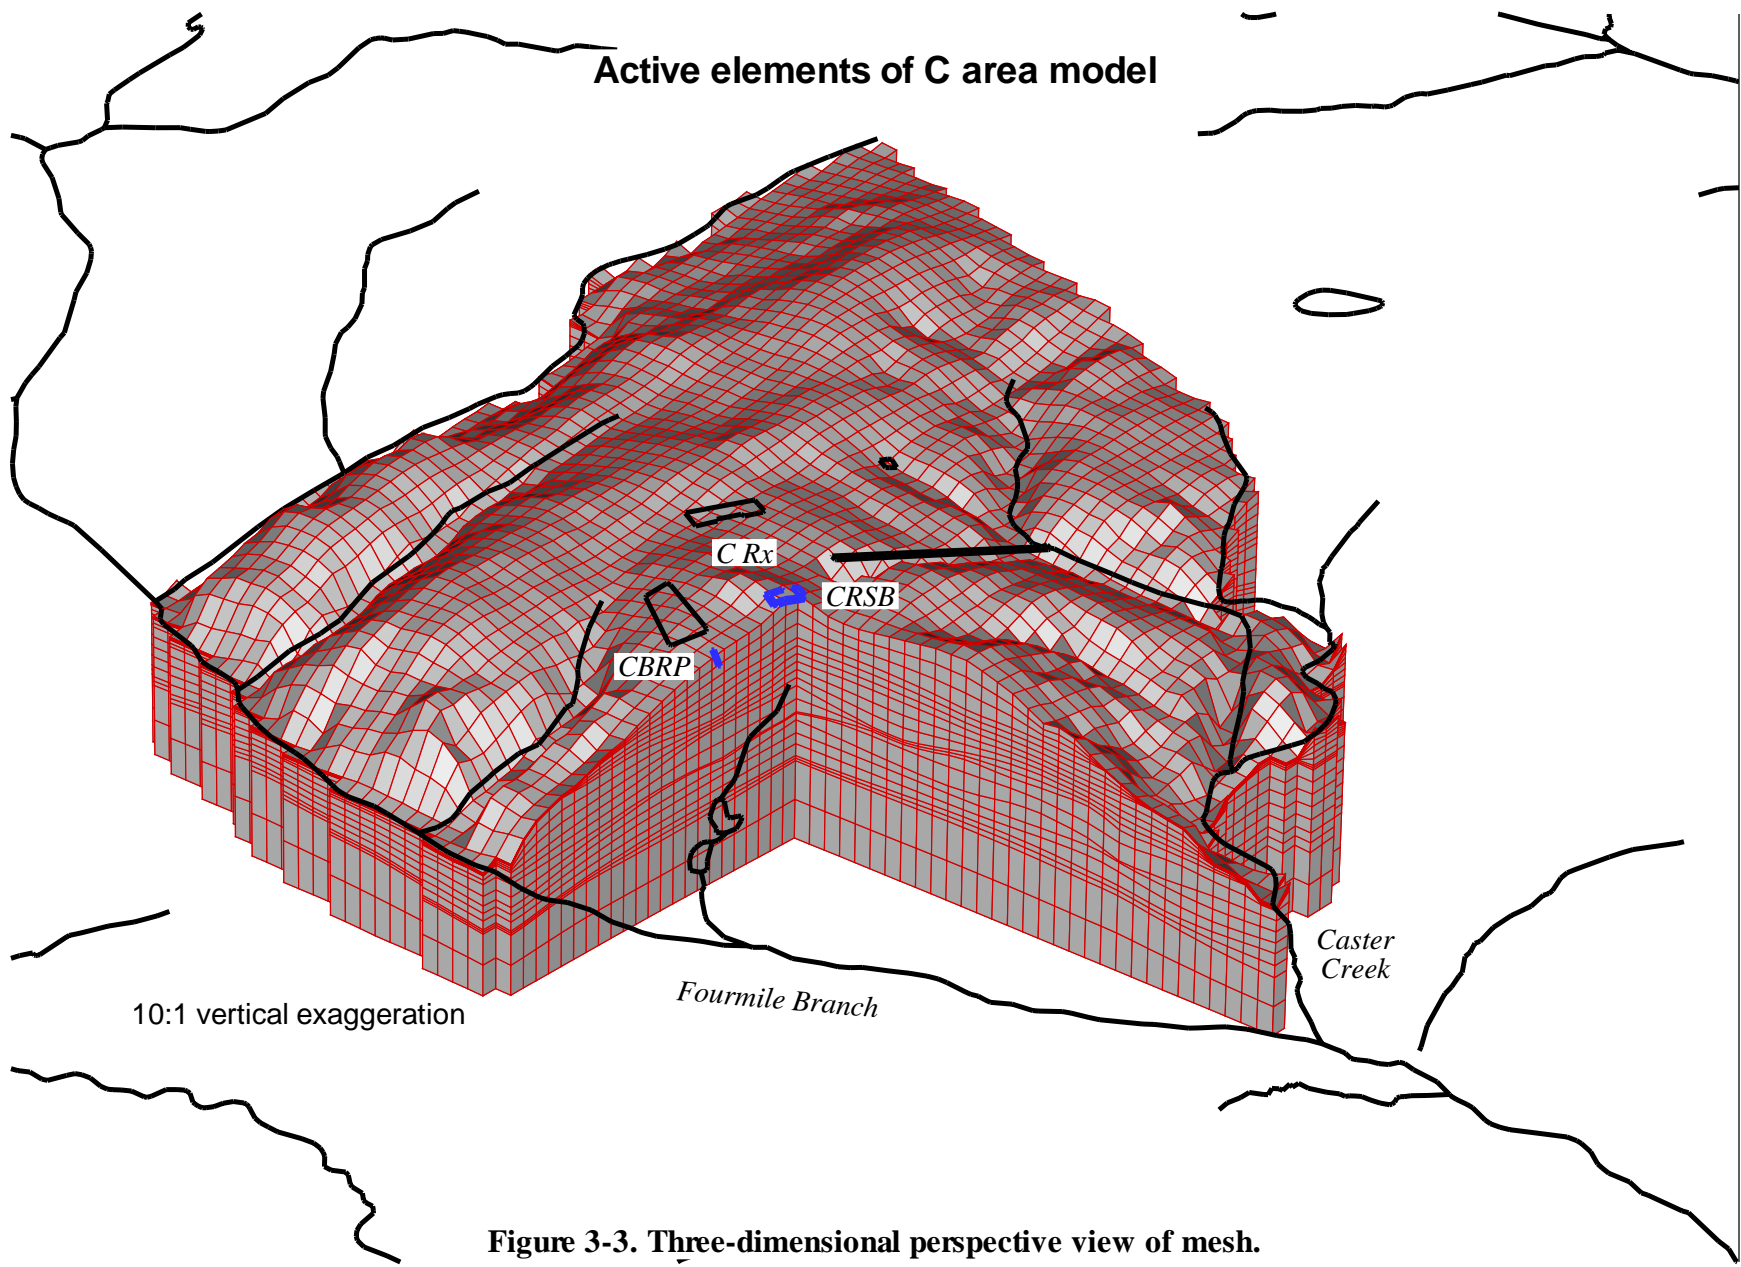 Active elements of C area model
C Rx
CRSB
CBRP
Caster
Creek
Fourmile Branch
10:1 vertical exaggeration
Figure 3-3. Three-dimensional perspective view of mesh.